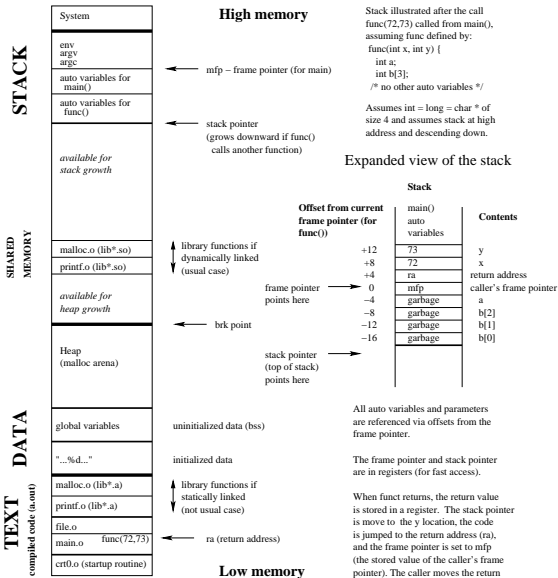 High memory
System
env
argv
argc
mfp – frame pointer (for main)
auto variables for
main()
auto variables for
func()
stack pointer
(grows downward if func()
calls another function)
available for
stack growth
malloc.o (lib*.so)
printf.o (lib*.so)
library functions if
dynamically linked
(usual case)
available for
heap growth
brk point
Heap
(malloc arena)
global variables
uninitialized data (bss)
"...%d..."
initialized data
malloc.o (lib*.a)
printf.o (lib*.a)
library functions if
statically linked
(not usual case)
file.o
main.o
func(72,73)
ra (return address)
crt0.o (startup routine)
Low memory
STACK
SHARED
MEMORY
DATA
TEXT
compiled code (a.out)
Stack illustrated after the call
func(72,73) called from main(),
assuming func defined by:
func(int x, int y) {
int a;
int b[3];
/* no other auto variables */
Assumes int = long = char * of
size 4 and assumes stack at high
address and descending down.
Expanded view of the stack
Stack
Offset from current
frame pointer (for
func())
main()
auto
variables
Contents
+12 73 y
+8 72 x
+4 ra return address
0 mfp caller's frame pointer
frame pointer
points here
−4 garbage a
−8 garbage b[2]
−12 garbage b[1]
−16 garbage b[0]
stack pointer
(top of stack)
points here
All auto variables and parameters
are referenced via offsets from the
frame pointer.
The frame pointer and stack pointer
are in registers (for fast access).
When funct returns, the return value
is stored in a register. The stack pointer
is move to the y location, the code
is jumped to the return address (ra),
and the frame pointer is set to mfp
(the stored value of the caller's frame
pointer). The caller moves the return